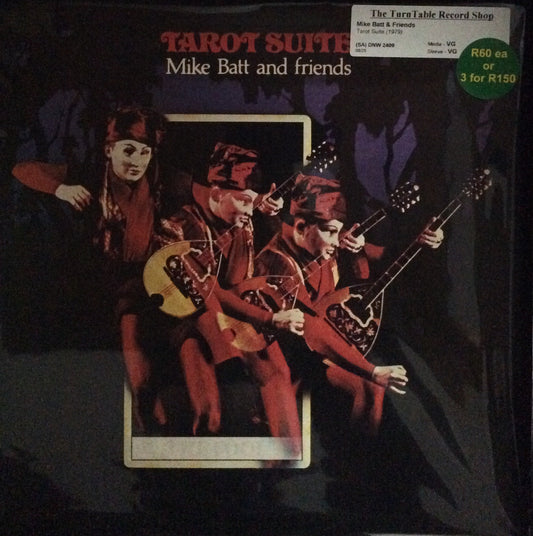 TAROT SUITE
Mike Batt and friends
The TurnTable Record Shop
Mike Batt & Friends
Tarot Suite (1979)
(SA) DNW 2409 Media - VG
Sleeve - VG
R60 ea
or
3 for R150